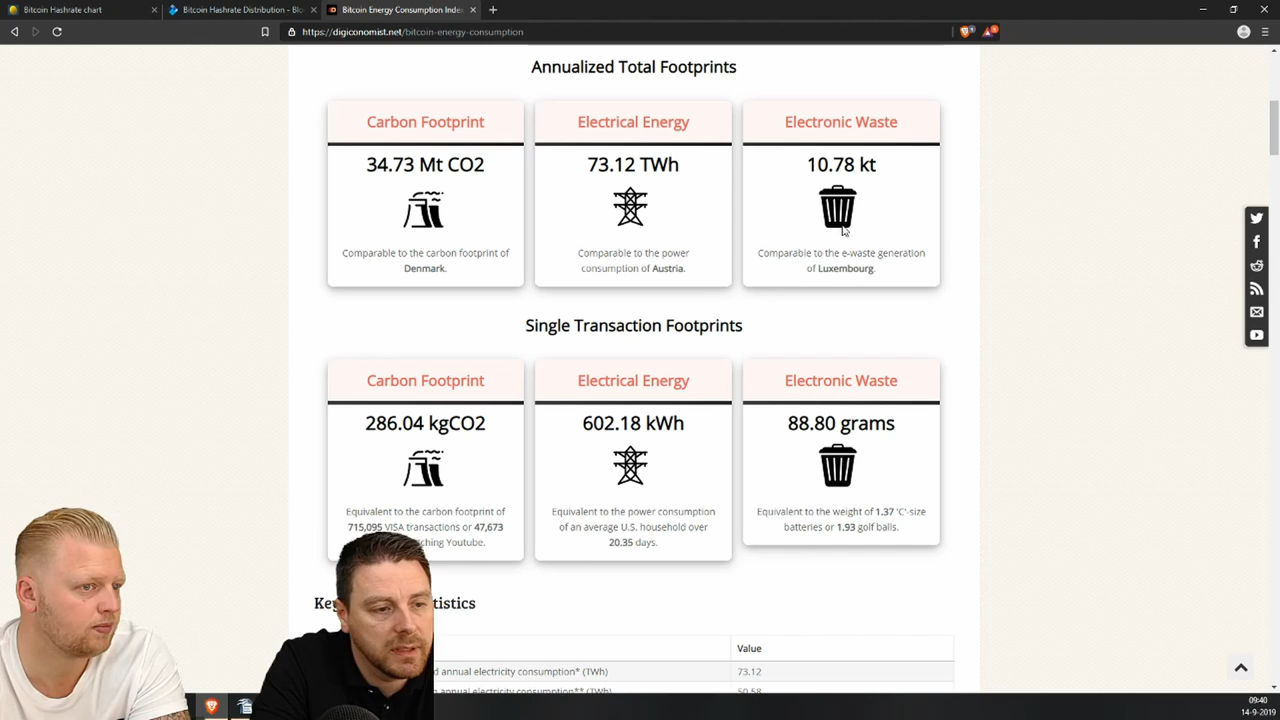 Bitcoin Hashrate chart
Bitcoin Hashrate Distribution - Blo
Bitcoin Energy Consumption Index
https://digiconomist.net/bitcoin-energy-consumption
Annualized Total Footprints
Carbon Footprint
34.73 Mt CO2
Comparable to the carbon footprint of
Denmark.
Electrical Energy
73.12 TWh
Comparable to the power
consumption of Austria.
Electronic Waste
10.78 kt
Comparable to the e-waste generation
of Luxembourg.
Single Transaction Footprints
Carbon Footprint
286.04 kgCO2
Equivalent to the carbon footprint of
715,095 VISA transactions or 47,673
ching Youtube.
Electrical Energy
602.18 kWh
Equivalent to the power consumption
of an average U.S. household over
20.35 days.
Electronic Waste
88.80 grams
Equivalent to the weight of 1.37 'C'-size
batteries or 1.93 golf balls.
Ke
tistics
Value
d annual electricity consumption* (TWh)
73.12
annual electricity consumption** (TWh)
50.58
09:40
14-9-2019